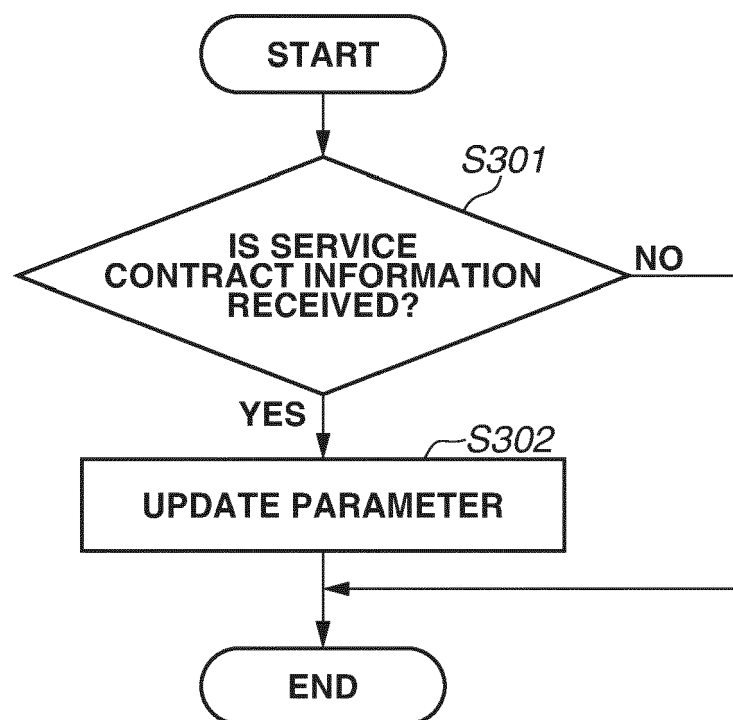 START
S301
IS SERVICE
CONTRACT INFORMATION
RECEIVED?
NO
YES
S302
UPDATE PARAMETER
END